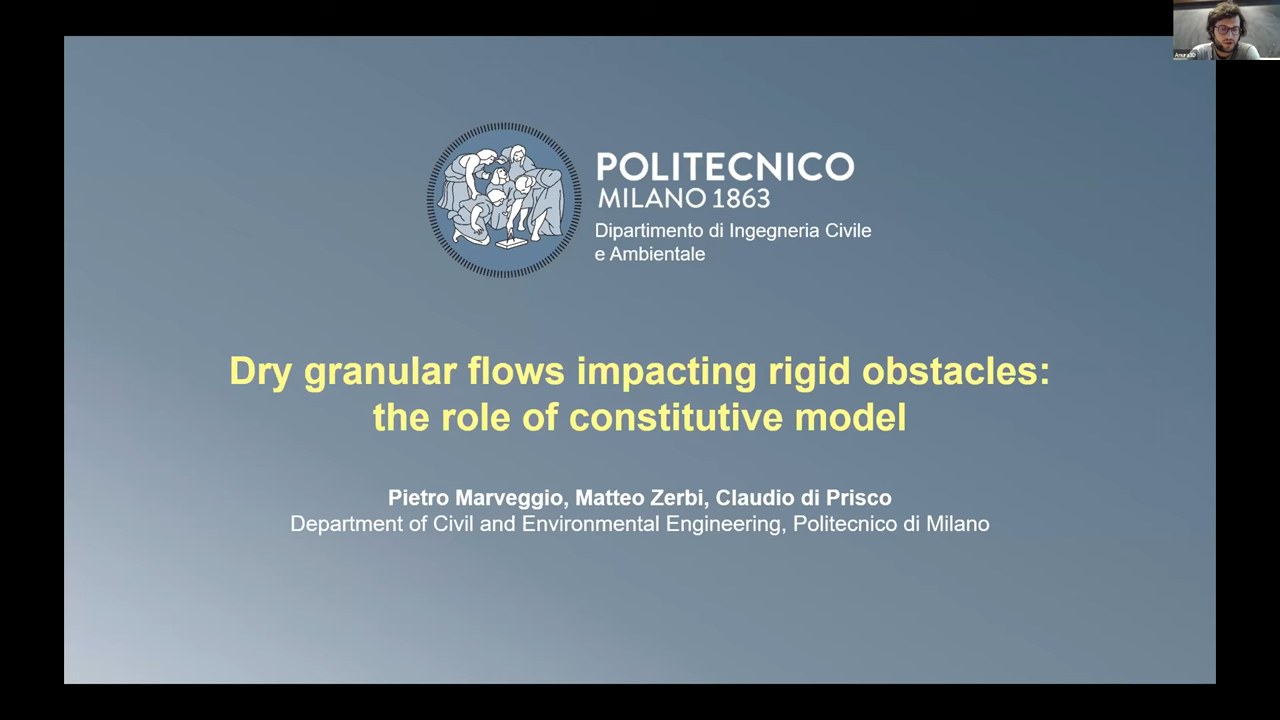 POLITECNICO
MILANO 1863
Dipartimento di Ingegneria Civile
e Ambientale
Dry granular flows impacting rigid obstacles:
the role of constitutive model
Pietro Marveggio, Matteo Zerbi, Claudio di Prisco
Department of Civil and Environmental Engineering, Politecnico di Milano